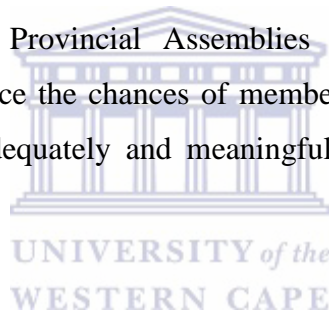 Provincial Assemblies
ce the chances of membe
dequately and meaningful
UNIVERSITY of the
WESTERN CAPE